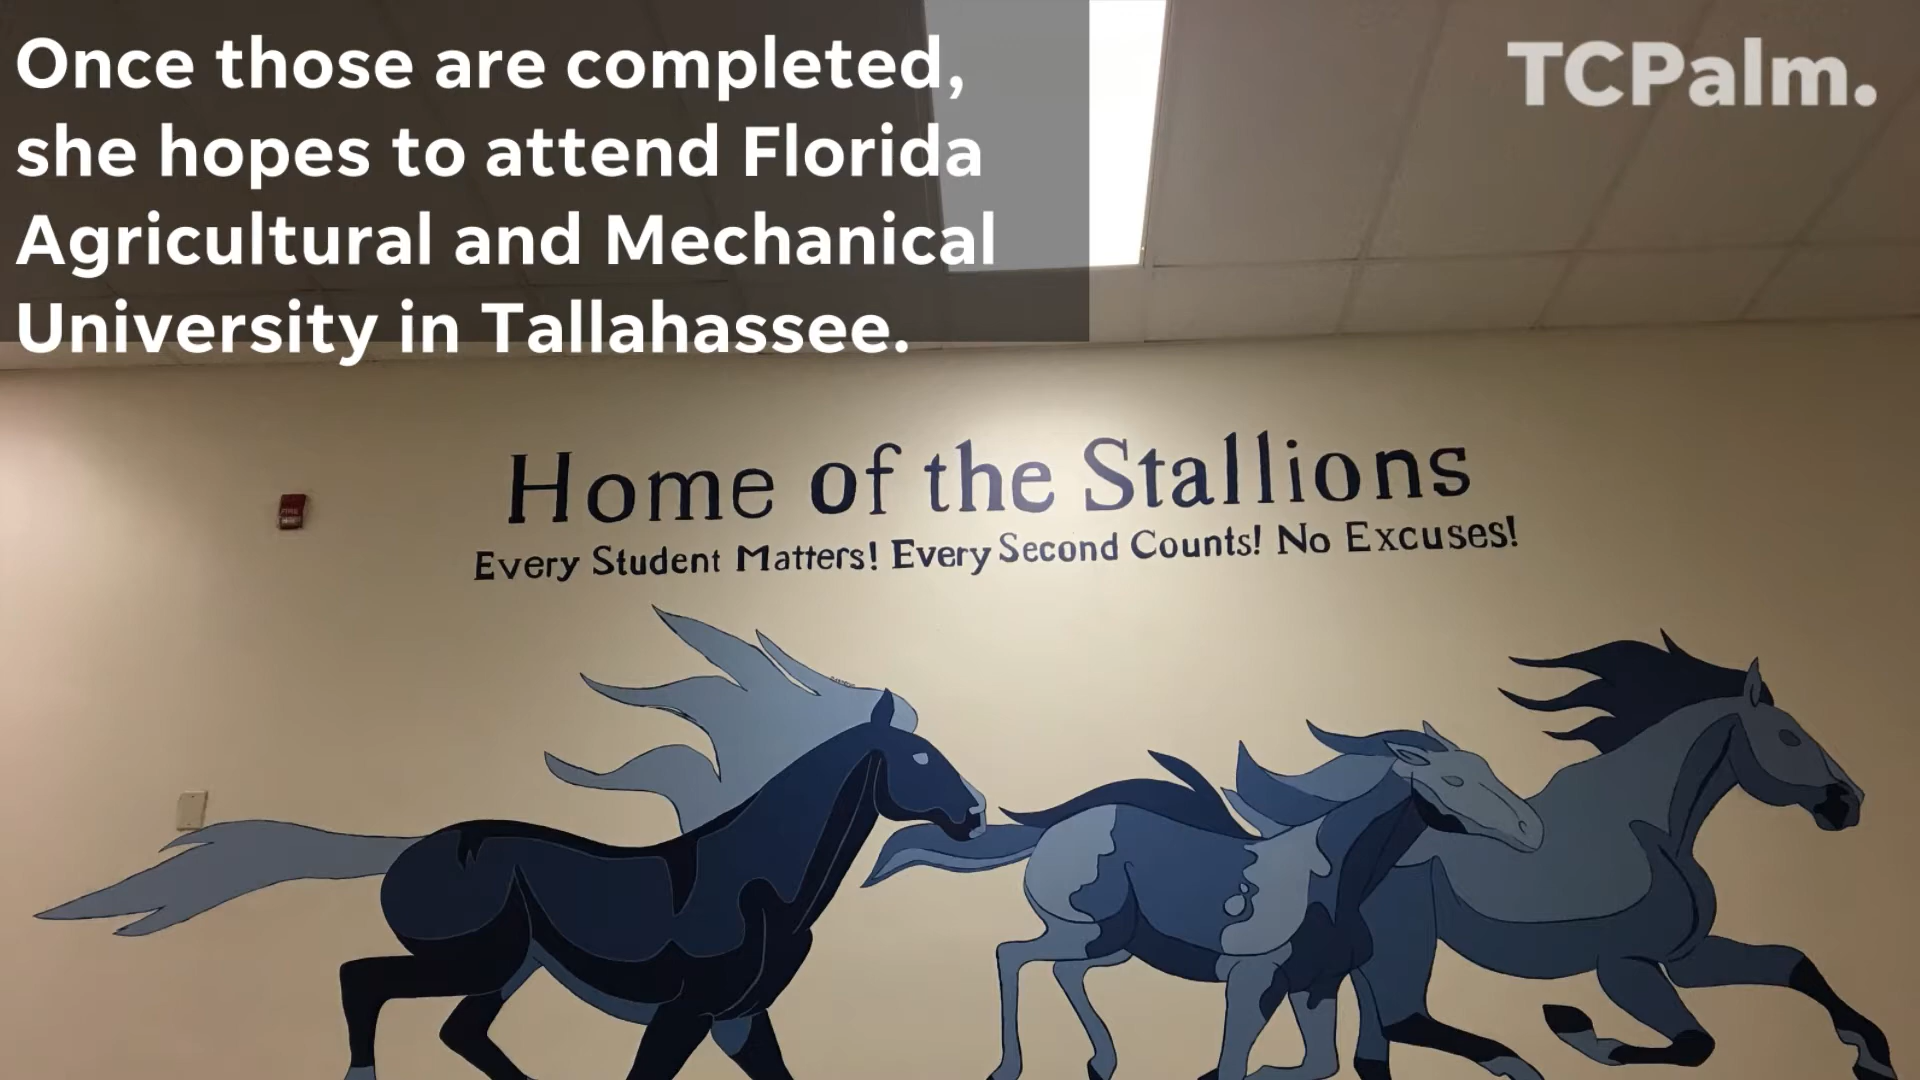 Once those are completed,
she hopes to attend Florida
Agricultural and Mechanical
University in Tallahassee.
TCPalm.
Home of the Stallions
Every Student Matters! Every Second Counts! No Excuses!
FIRE